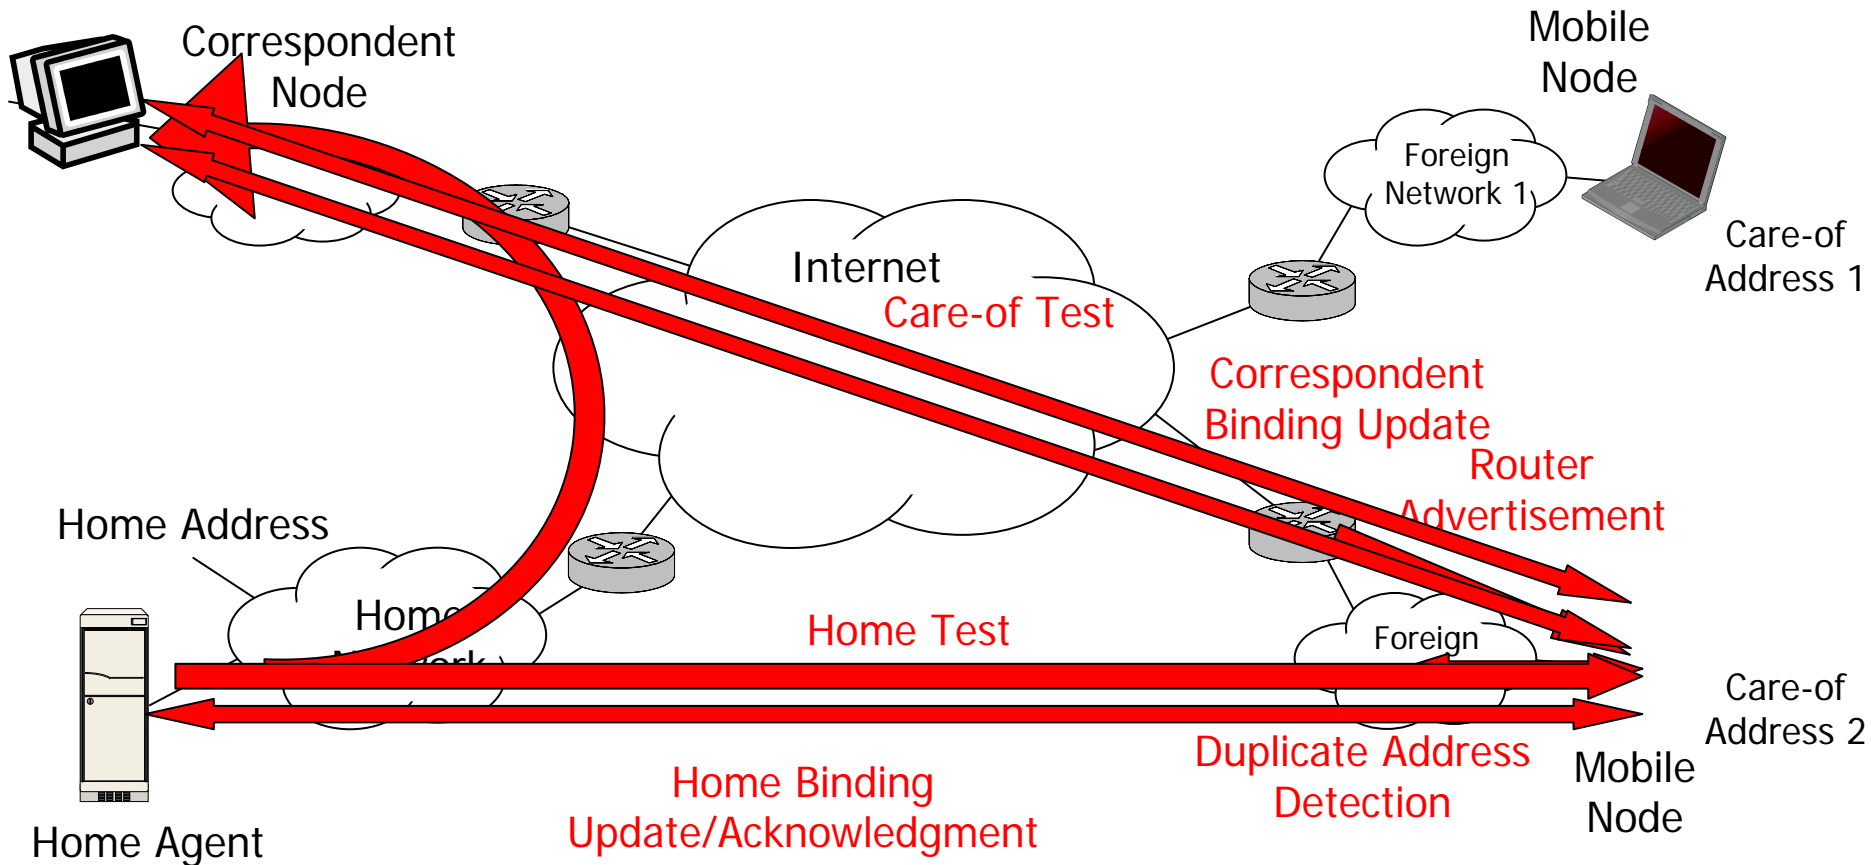 Correspondent
Node
Mobile
Node
Foreign
Network 1
Care-of
Address 1
Internet
Care-of Test
Correspondent
Binding Update
Router
Advertisement
Home Address
Home
Home Test
Foreign
Care-of
Address 2
Duplicate Address
Detection
Mobile
Node
Home Binding
Update/Acknowledgment
Home Agent